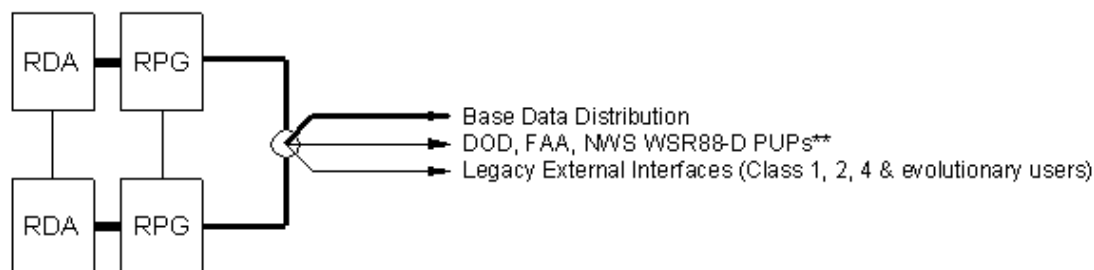 RDA RPG
Base Data Distribution
DOD, FAA, NWS WSR88-D PUPs**
Legacy External Interfaces (Class 1, 2, 4 & evolutionary users)
RDA RPG